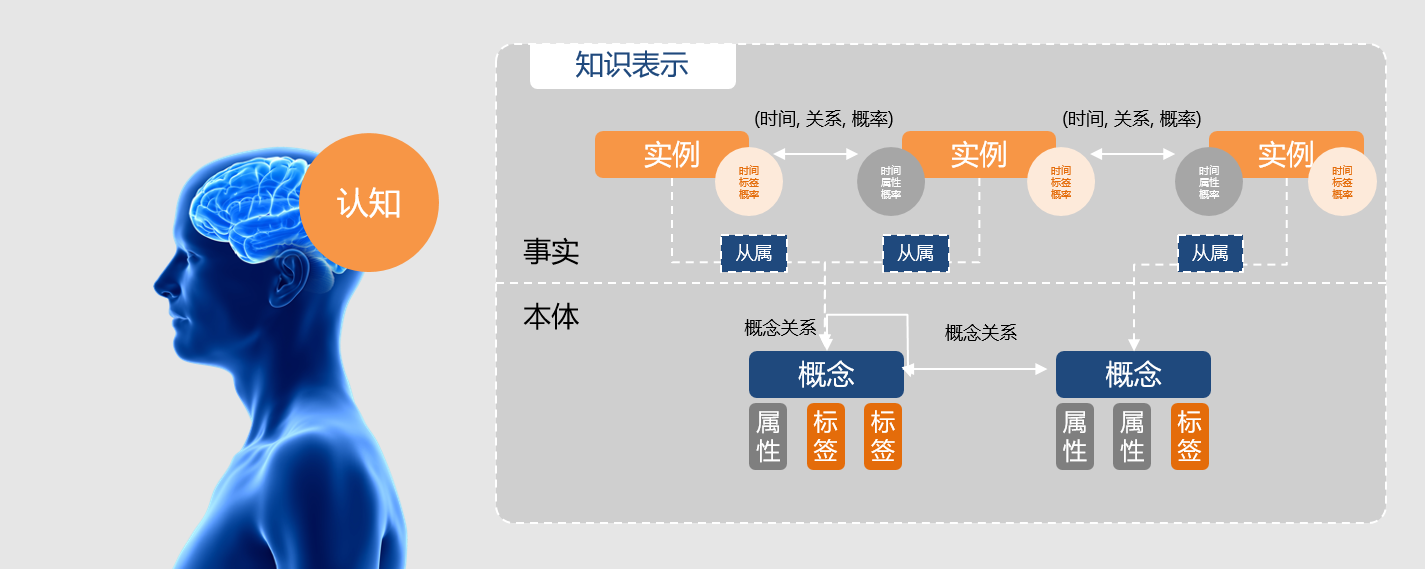 知识表示
(时间, 关系, 概率)
(时间, 关系, 概率)
实例
实例
实例
时间
标签
概率
时间
属性
概率
时间
标签
概率
时间
属性
概率
时间
标签
概率
认知
事实
从属
从属
从属
本体
概念关系
概念关系
概念
概念
属性
标签
标签
属性
属性
标签